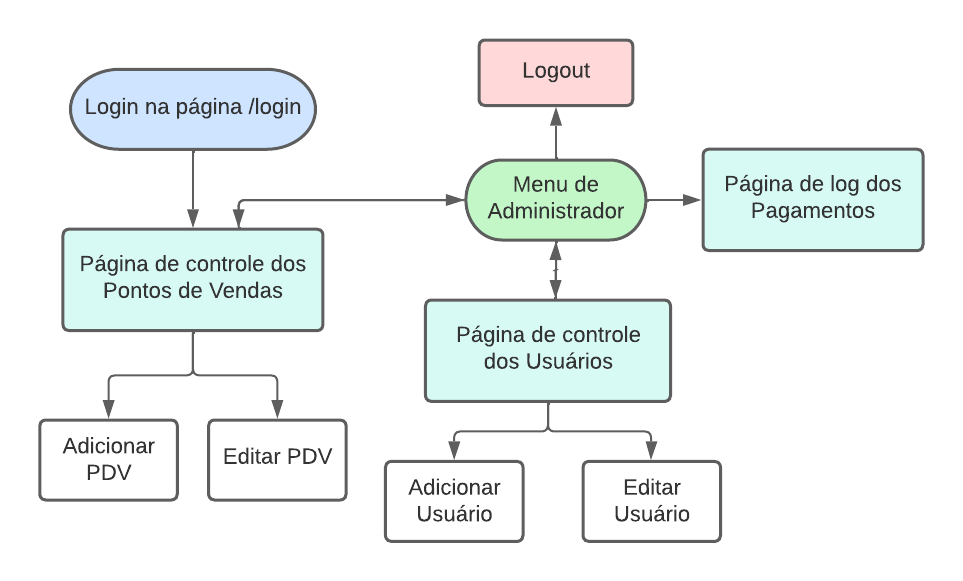 Logout
Login na página /login
Menu de
Administrador
Página de log dos
Pagamentos
Página de controle dos
Pontos de Vendas
Página de controle
dos Usuários
Adicionar
PDV
Editar PDV
Adicionar
Usuário
Editar
Usuário